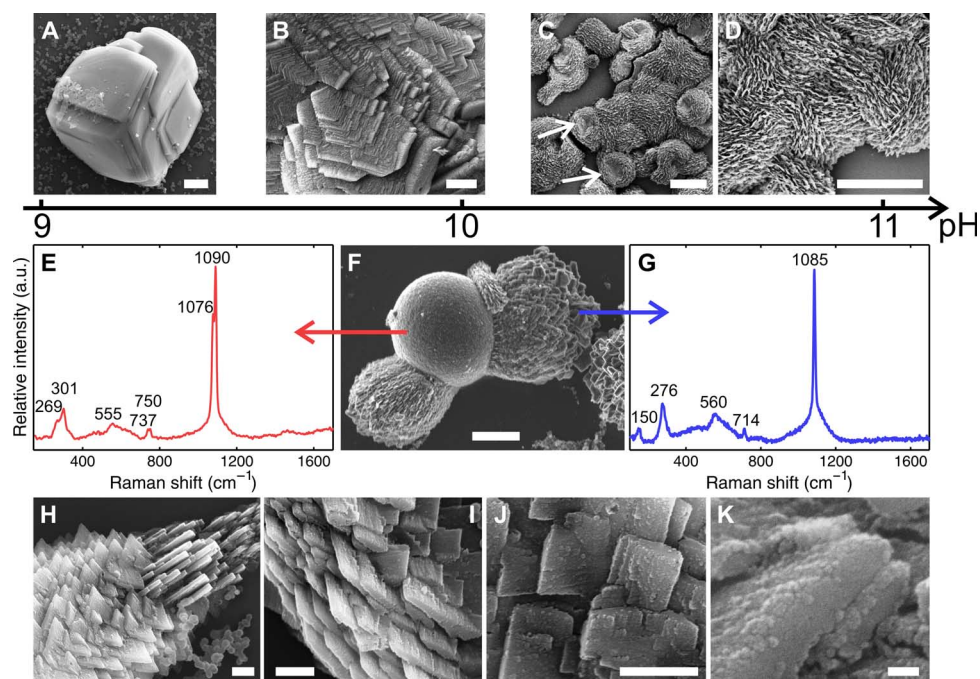 A
B
C
D
9
10
11
pH
E
1090
1076
301
269
555
750
737
Relative intensity (a.u.)
400
800
1200
1600
Raman shift (cm⁻¹)
F
G
1085
276
150
560
714
400
800
1200
1600
Raman shift (cm⁻¹)
H
I
J
K